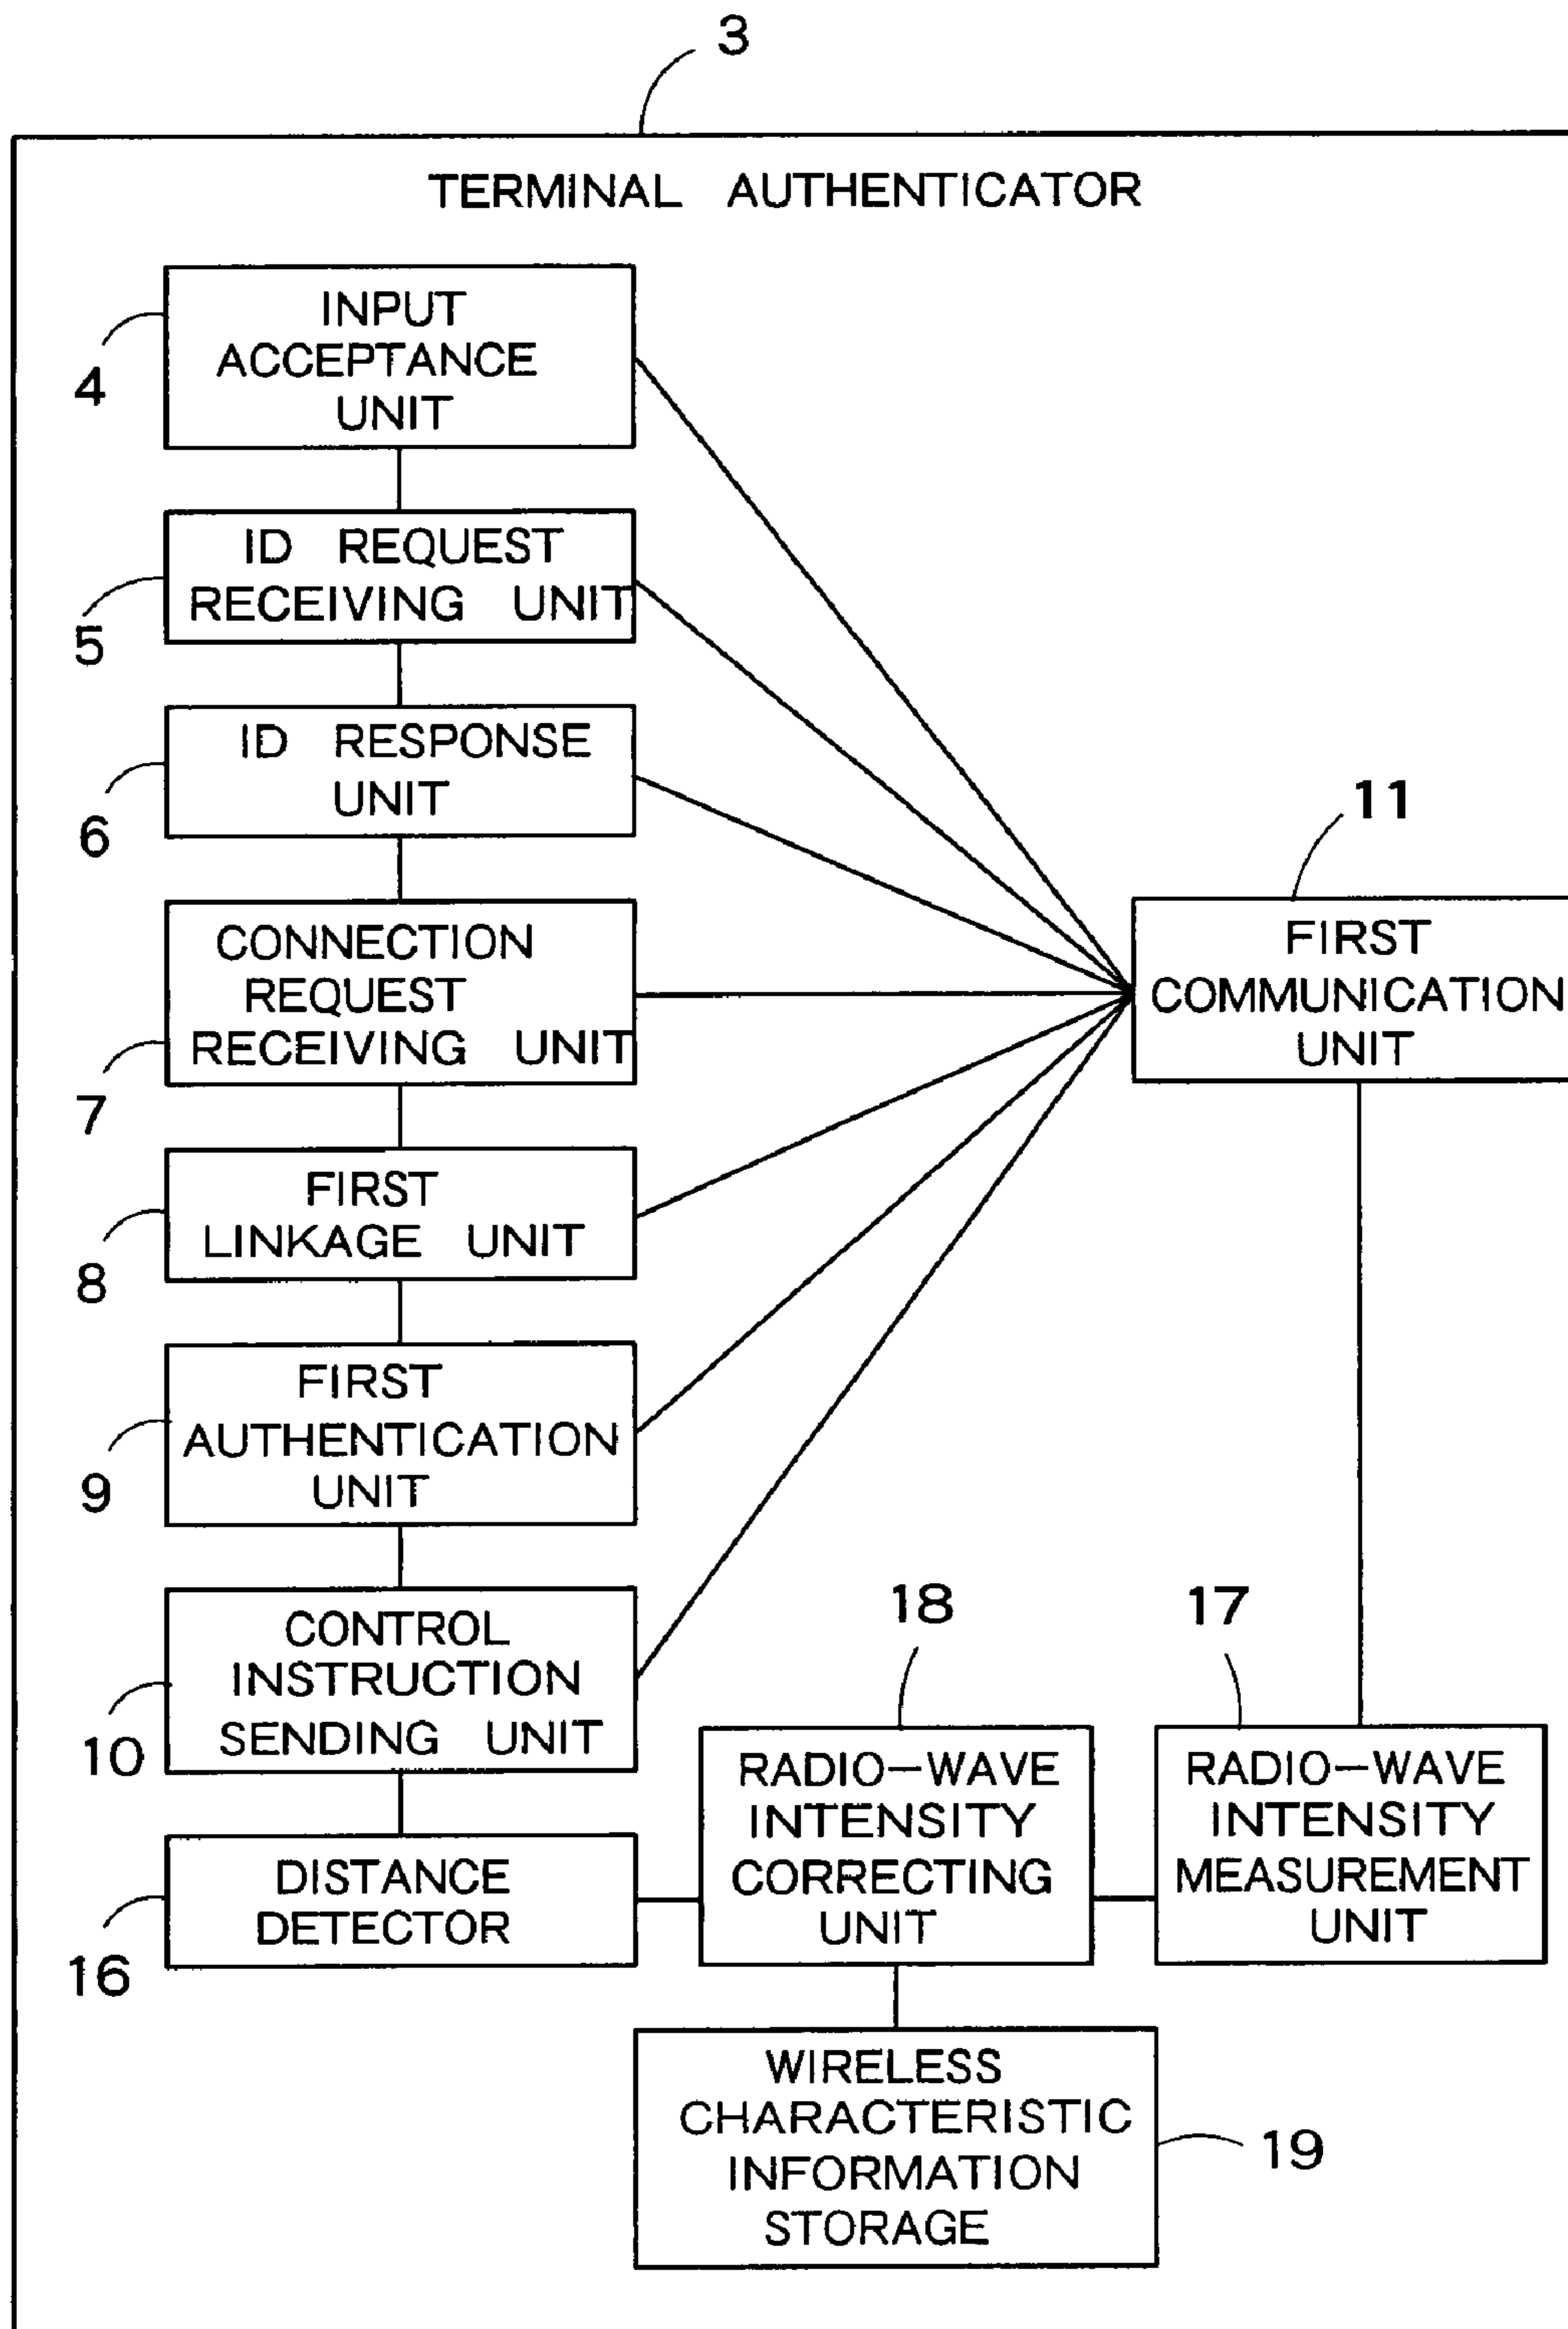 3
TERMINAL AUTHENTICATOR
INPUT
ACCEPTANCE
UNIT
4
ID REQUEST
RECEIVING UNIT
5
ID RESPONSE
UNIT
6
CONNECTION
REQUEST
RECEIVING UNIT
7
11
FIRST
COMMUNICATION
UNIT
FIRST
LINKAGE UNIT
8
FIRST
AUTHENTICATION
UNIT
9
CONTROL
INSTRUCTION
SENDING UNIT
10
18
17
RADIO-WAVE
INTENSITY
CORRECTING
UNIT
RADIO-WAVE
INTENSITY
MEASUREMENT
UNIT
DISTANCE
DETECTOR
16
WIRELESS
CHARACTERISTIC
INFORMATION
STORAGE
19